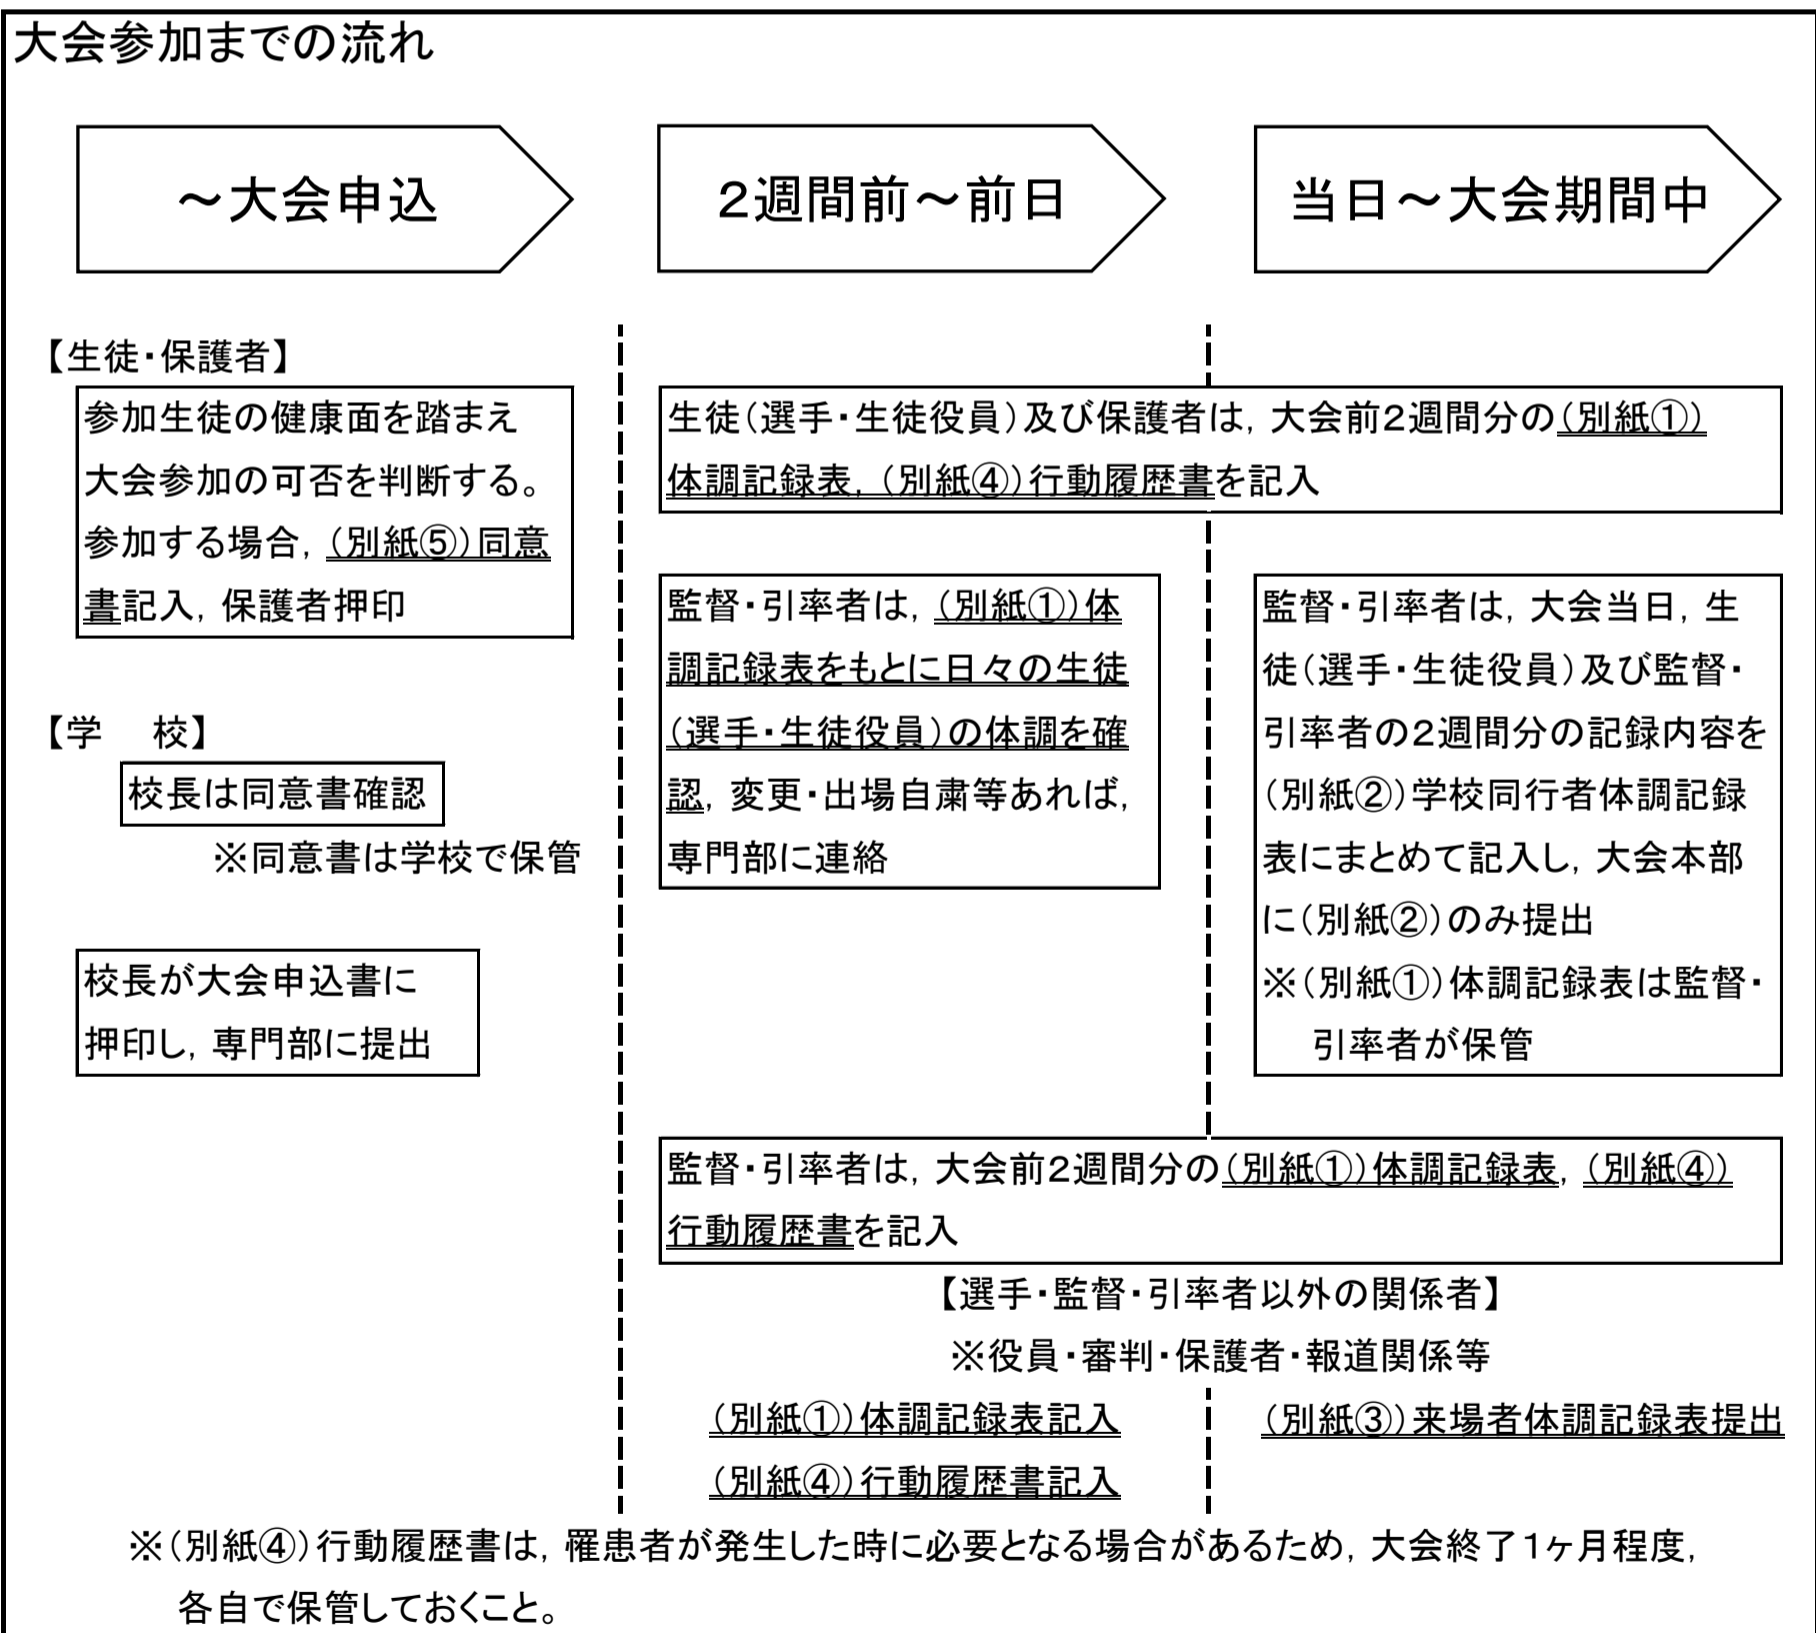 大会参加までの流れ
～大会申込
２週間前～前日
当日～大会期間中
【生徒・保護者】
参加生徒の健康面を踏まえ
大会参加の可否を判断する。
参加する場合，（別紙⑤）同意
書記入，保護者押印
【学　校】
校長は同意書確認
※同意書は学校で保管
校長が大会申込書に
押印し，専門部に提出
生徒（選手・生徒役員）及び保護者は，大会前２週間分の（別紙①）
体調記録表，（別紙④）行動履歴書を記入
監督・引率者は，（別紙①）体
調記録表をもとに日々の生徒
（選手・生徒役員）の体調を確
認，変更・出場自粛等あれば，
専門部に連絡
監督・引率者は，大会当日，生
徒（選手・生徒役員）及び監督・
引率者の２週間分の記録内容を
（別紙②）学校同行者体調記録
表にまとめて記入し，大会本部
に（別紙②）のみ提出
※（別紙①）体調記録表は監督・
引率者が保管
監督・引率者は，大会前２週間分の（別紙①）体調記録表，（別紙④）
行動履歴書を記入
【選手・監督・引率者以外の関係者】
※役員・審判・保護者・報道関係等
（別紙①）体調記録表記入
（別紙④）行動履歴書記入
（別紙③）来場者体調記録表提出
※（別紙④）行動履歴書は，罹患者が発生した時に必要となる場合があるため，大会終了１ヶ月程度，
各自で保管しておくこと。